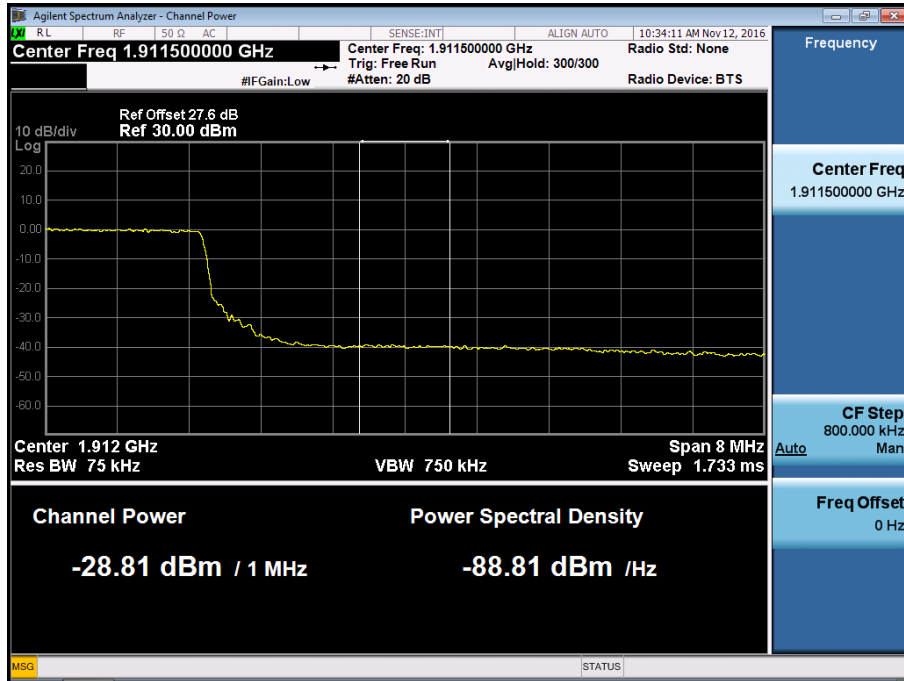 Agilent Spectrum Analyzer - Channel Power
LXI RL RF 50 Ω AC SENSE:INT ALIGN AUTO 10:34:11 AM Nov 12, 2016
Center Freq 1.911500000 GHz
Center Freq: 1.911500000 GHz
Radio Std: None
Trig: Free Run Avg|Hold: 300/300
#IFGain:Low
#Atten: 20 dB
Radio Device: BTS
Frequency
Ref Offset 27.6 dB
10 dB/div Ref 30.00 dBm
Log
20.0
10.0
0.00
-10.0
-20.0
-30.0
-40.0
-50.0
-60.0
Center 1.912 GHz
Span 8 MHz
Res BW 75 kHz
VBW 750 kHz
Sweep 1.733 ms
Channel Power
Power Spectral Density
-28.81 dBm / 1 MHz
-88.81 dBm /Hz
Center Freq
1.911500000 GHz
CF Step
800.000 kHz
Auto Man
Freq Offset
0 Hz
MSG
STATUS